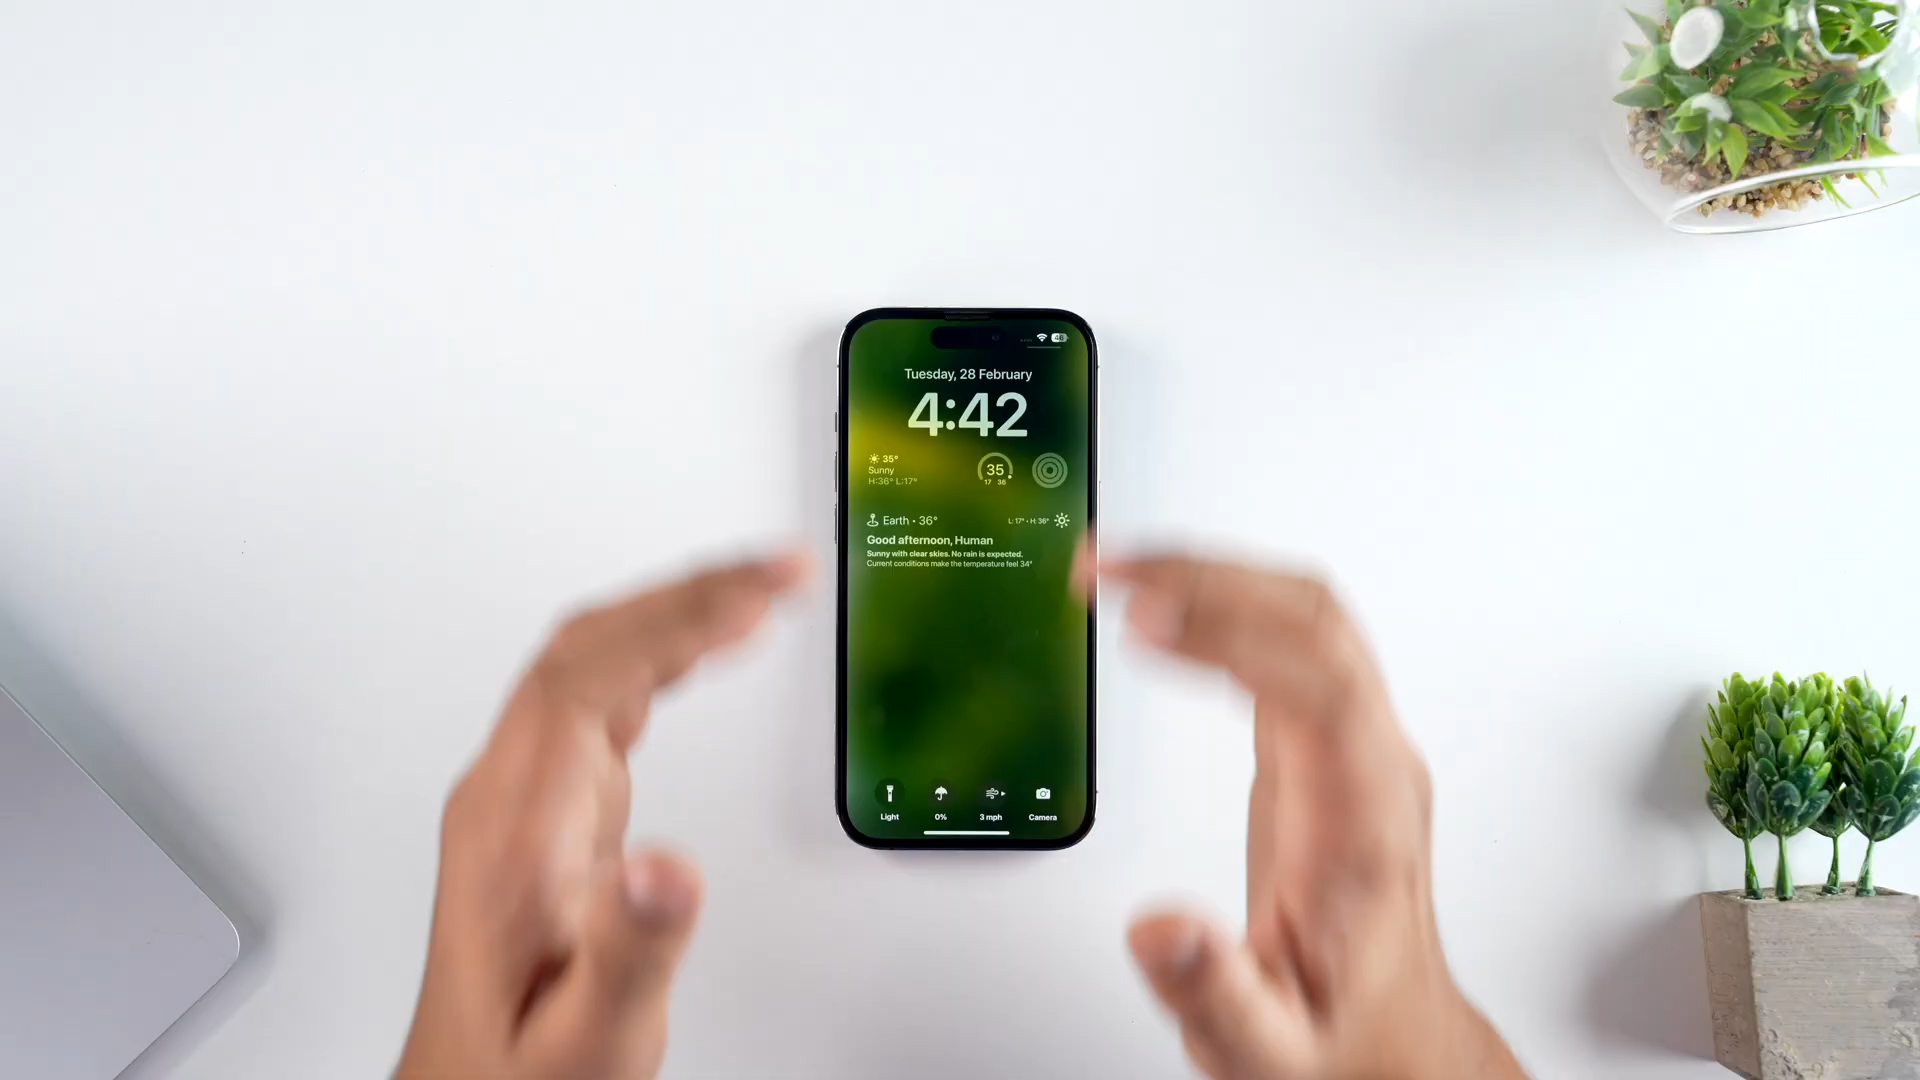 46
Tuesday, 28 February
4:42
35°
Sunny
H:36° L:17°
35
17 36
Earth • 36°
L: 17° • H: 36°
Good afternoon, Human
Sunny with clear skies. No rain is expected.
Current conditions make the temperature feel 34°
Light
0%
3 mph
Camera